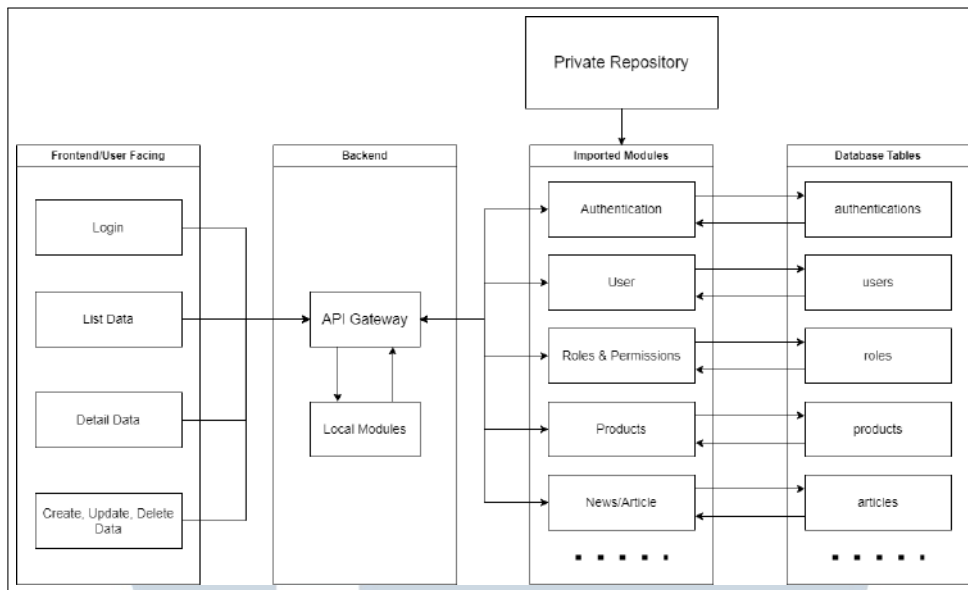 Private Repository
Frontend/User Facing
Login
List Data
Detail Data
Create, Update, Delete
Data
Backend
API Gateway
Local Modules
Imported Modules
Authentication
User
Roles & Permissions
Products
News/Article
Database Tables
authentications
users
roles
products
articles